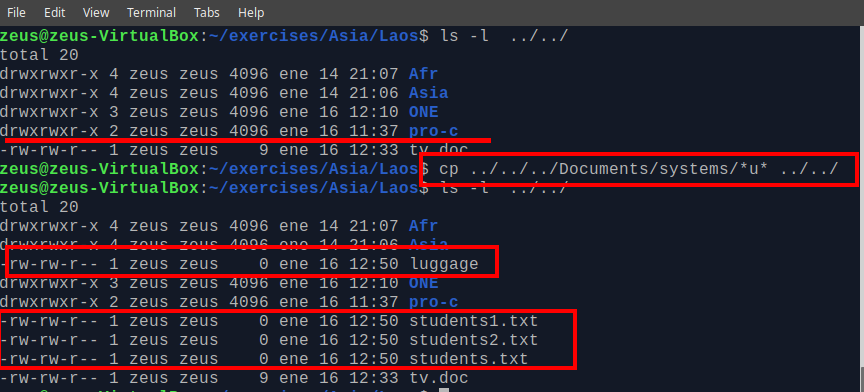 File Edit View Terminal Tabs Help
zeus@zeus-VirtualBox:~/exercises/Asia/Laos$ ls -l  ../../
total 20
drwxrwxr-x 4 zeus zeus 4096 ene 14 21:07 Afr
drwxrwxr-x 4 zeus zeus 4096 ene 14 21:06 Asia
drwxrwxr-x 3 zeus zeus 4096 ene 16 12:10 ONE
drwxrwxr-x 2 zeus zeus 4096 ene 16 11:37 pro-c
-rw-rw-r-- 1 zeus zeus    9 ene 16 12:33 tv.doc
zeus@zeus-VirtualBox:~/exercises/Asia/Laos$ cp ../../../Documents/systems/*u* ../../
zeus@zeus-VirtualBox:~/exercises/Asia/Laos$ ls -l  ../../
total 20
drwxrwxr-x 4 zeus zeus 4096 ene 14 21:07 Afr
drwxrwxr-x 4 zeus zeus 4096 ene 14 21:06 Asia
-rw-rw-r-- 1 zeus zeus    0 ene 16 12:50 luggage
drwxrwxr-x 3 zeus zeus 4096 ene 16 12:10 ONE
drwxrwxr-x 2 zeus zeus 4096 ene 16 11:37 pro-c
-rw-rw-r-- 1 zeus zeus    0 ene 16 12:50 students1.txt
-rw-rw-r-- 1 zeus zeus    0 ene 16 12:50 students2.txt
-rw-rw-r-- 1 zeus zeus    0 ene 16 12:50 students.txt
-rw-rw-r-- 1 zeus zeus    9 ene 16 12:33 tv.doc
zeus@zeus-VirtualBox:~/exercises/Asia/Laos$